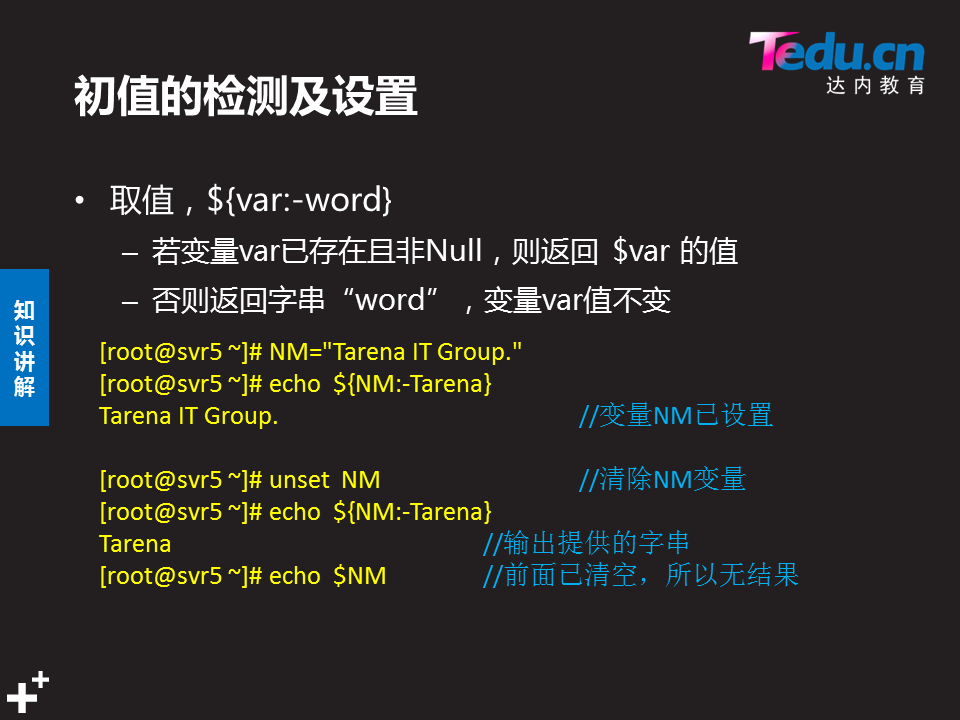 Tedu.cn
达内教育
初值的检测及设置
• 取值，${var:-word}
– 若变量var已存在且非Null，则返回 $var 的值
– 否则返回字串“word”，变量var值不变
知识讲解
[root@svr5 ~]# NM="Tarena IT Group."
[root@svr5 ~]# echo ${NM:-Tarena}
Tarena IT Group. //变量NM已设置
[root@svr5 ~]# unset NM //清除NM变量
[root@svr5 ~]# echo ${NM:-Tarena}
Tarena //输出提供的字串
[root@svr5 ~]# echo $NM //前面已清空，所以无结果